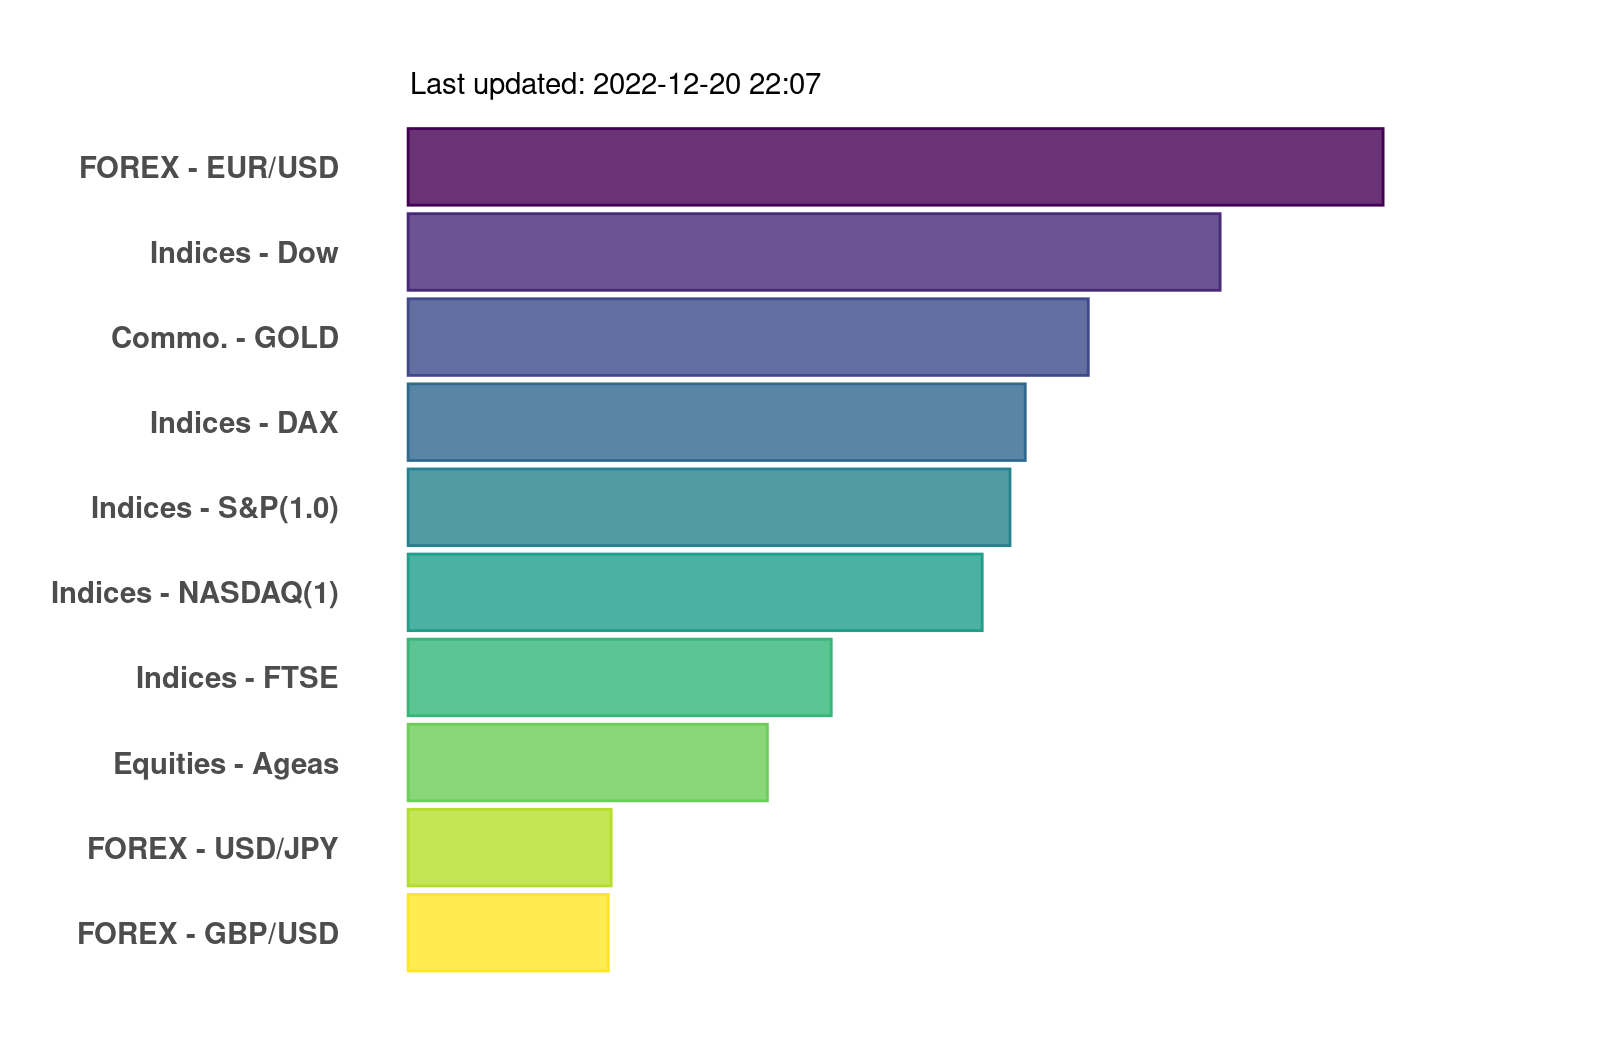 Last updated: 2022-12-20 22:07
FOREX - EUR/USD
Indices - Dow
Commo. - GOLD
Indices - DAX
Indices - S&P(1.0)
Indices - NASDAQ(1)
Indices - FTSE
Equities - Ageas
FOREX - USD/JPY
FOREX - GBP/USD